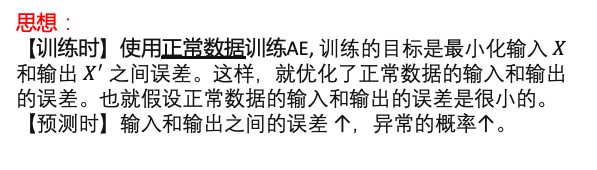 思想：
【训练时】使用正常数据训练AE, 训练的目标是最小化输入 X
和输出 X′ 之间误差。这样，就优化了正常数据的输入和输出
的误差。也就假设正常数据的输入和输出的误差是很小的。
【预测时】输入和输出之间的误差 ↑，异常的概率↑。